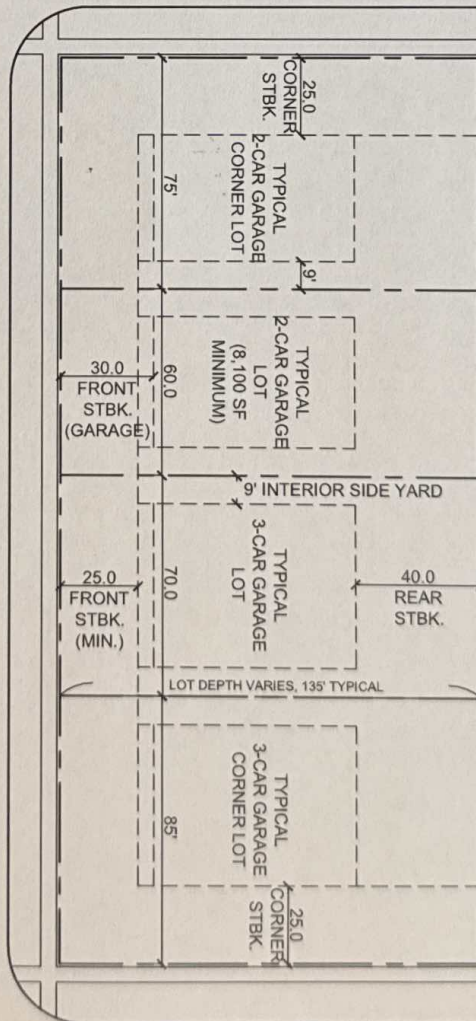 25.0
CORNER
STBK.
TYPICAL
2-CAR GARAGE
CORNER LOT
75'
9'
TYPICAL
2-CAR GARAGE
LOT
(8,100 SF
MINIMUM)
60.0
30.0
FRONT
STBK.
(GARAGE)
9' INTERIOR SIDE YARD
TYPICAL
3-CAR GARAGE
LOT
70.0
25.0
FRONT
STBK.
(MIN.)
40.0
REAR
STBK.
LOT DEPTH VARIES, 135' TYPICAL
TYPICAL
3-CAR GARAGE
CORNER LOT
85'
25.0
CORNER
STBK.